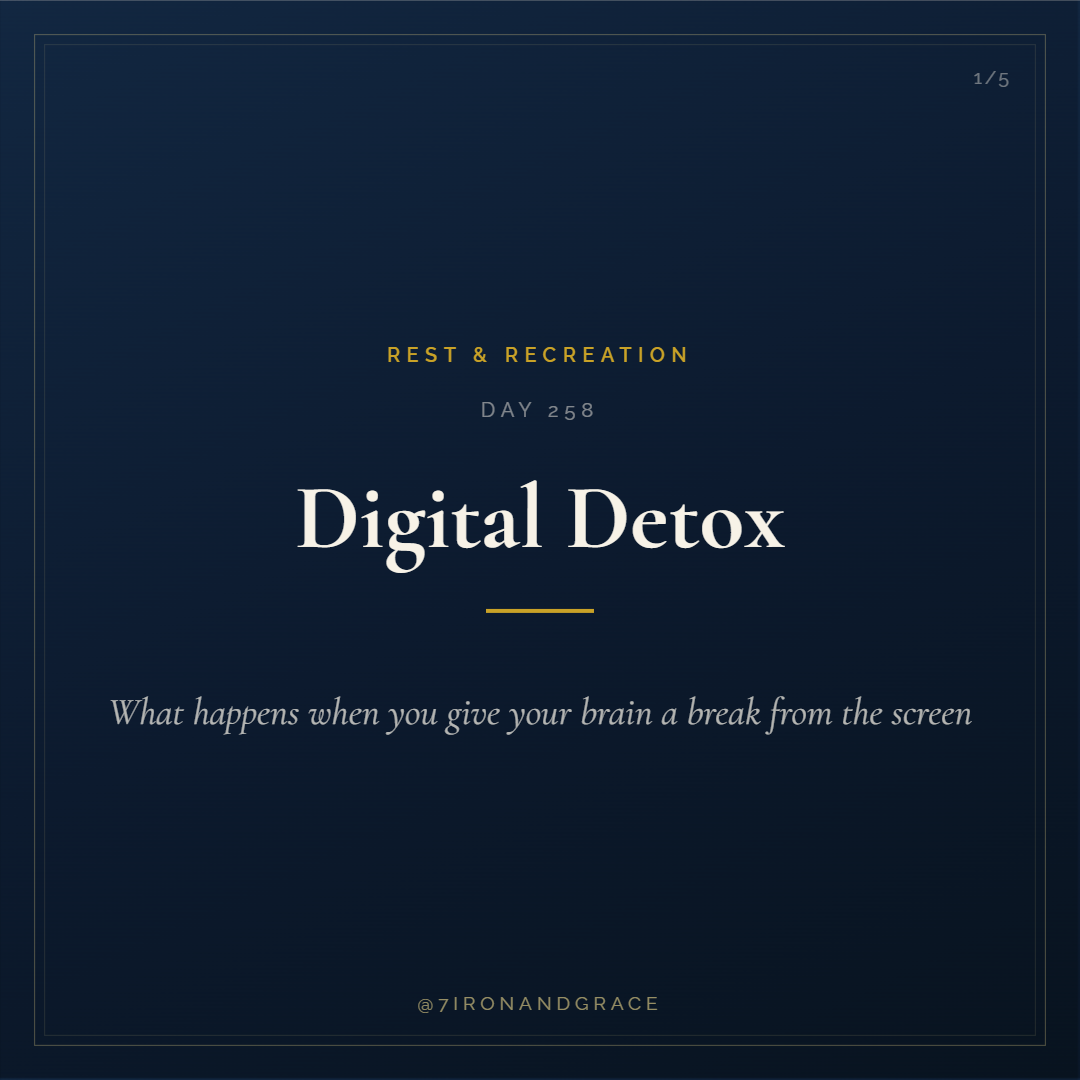 1/5
REST & RECREATION
DAY 258
Digital Detox
What happens when you give your brain a break from the screen
@7IRONANDGRACE